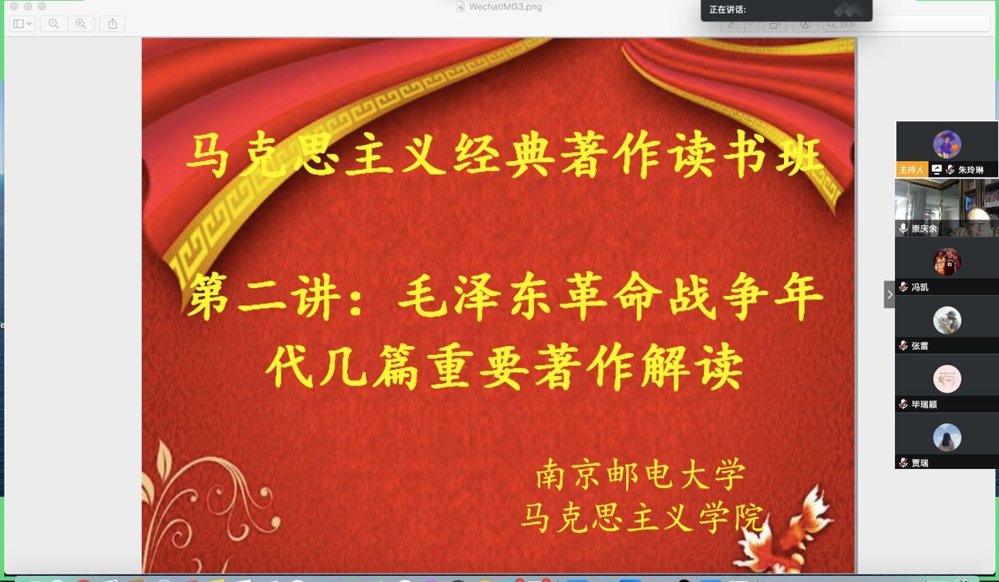 WechatIMG3.png
正在讲话:
搜索
马克思主义经典著作读书班
第二讲：毛泽东革命战争年
代几篇重要著作解读
南京邮电大学
马克思主义学院
主持人 朱玲琳
崇庆余
冯凯
张雷
毕瑞颖
贾瑞